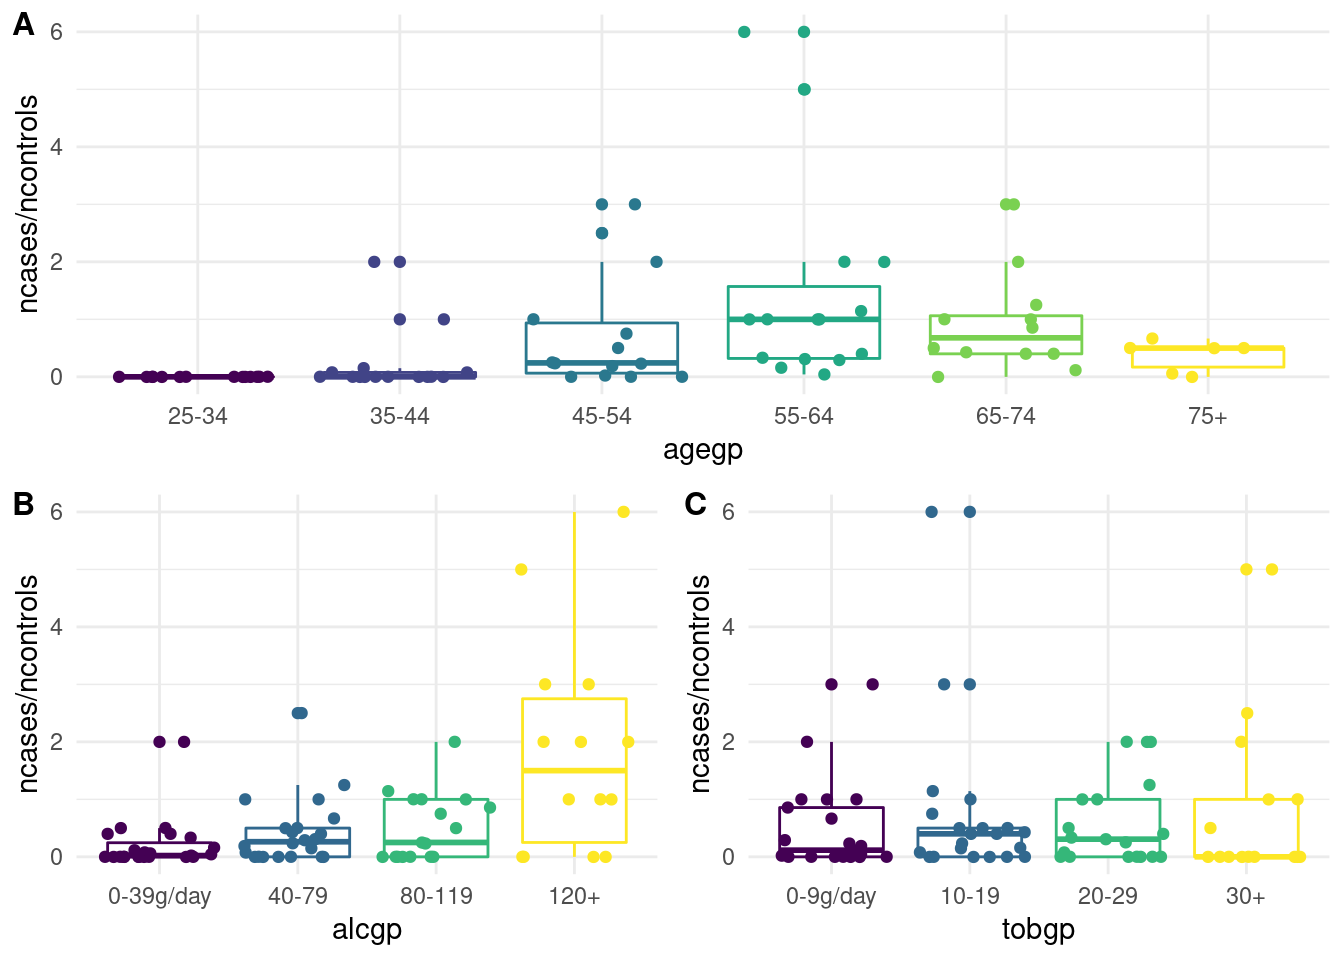 A
ncases/ncontrols
6
4
2
0
25-34 35-44 45-54 55-64 65-74 75+
agegp
B
ncases/ncontrols
6
4
2
0
0-39g/day 40-79 80-119 120+
alcgp
C
ncases/ncontrols
6
4
2
0
0-9g/day 10-19 20-29 30+
tobgp